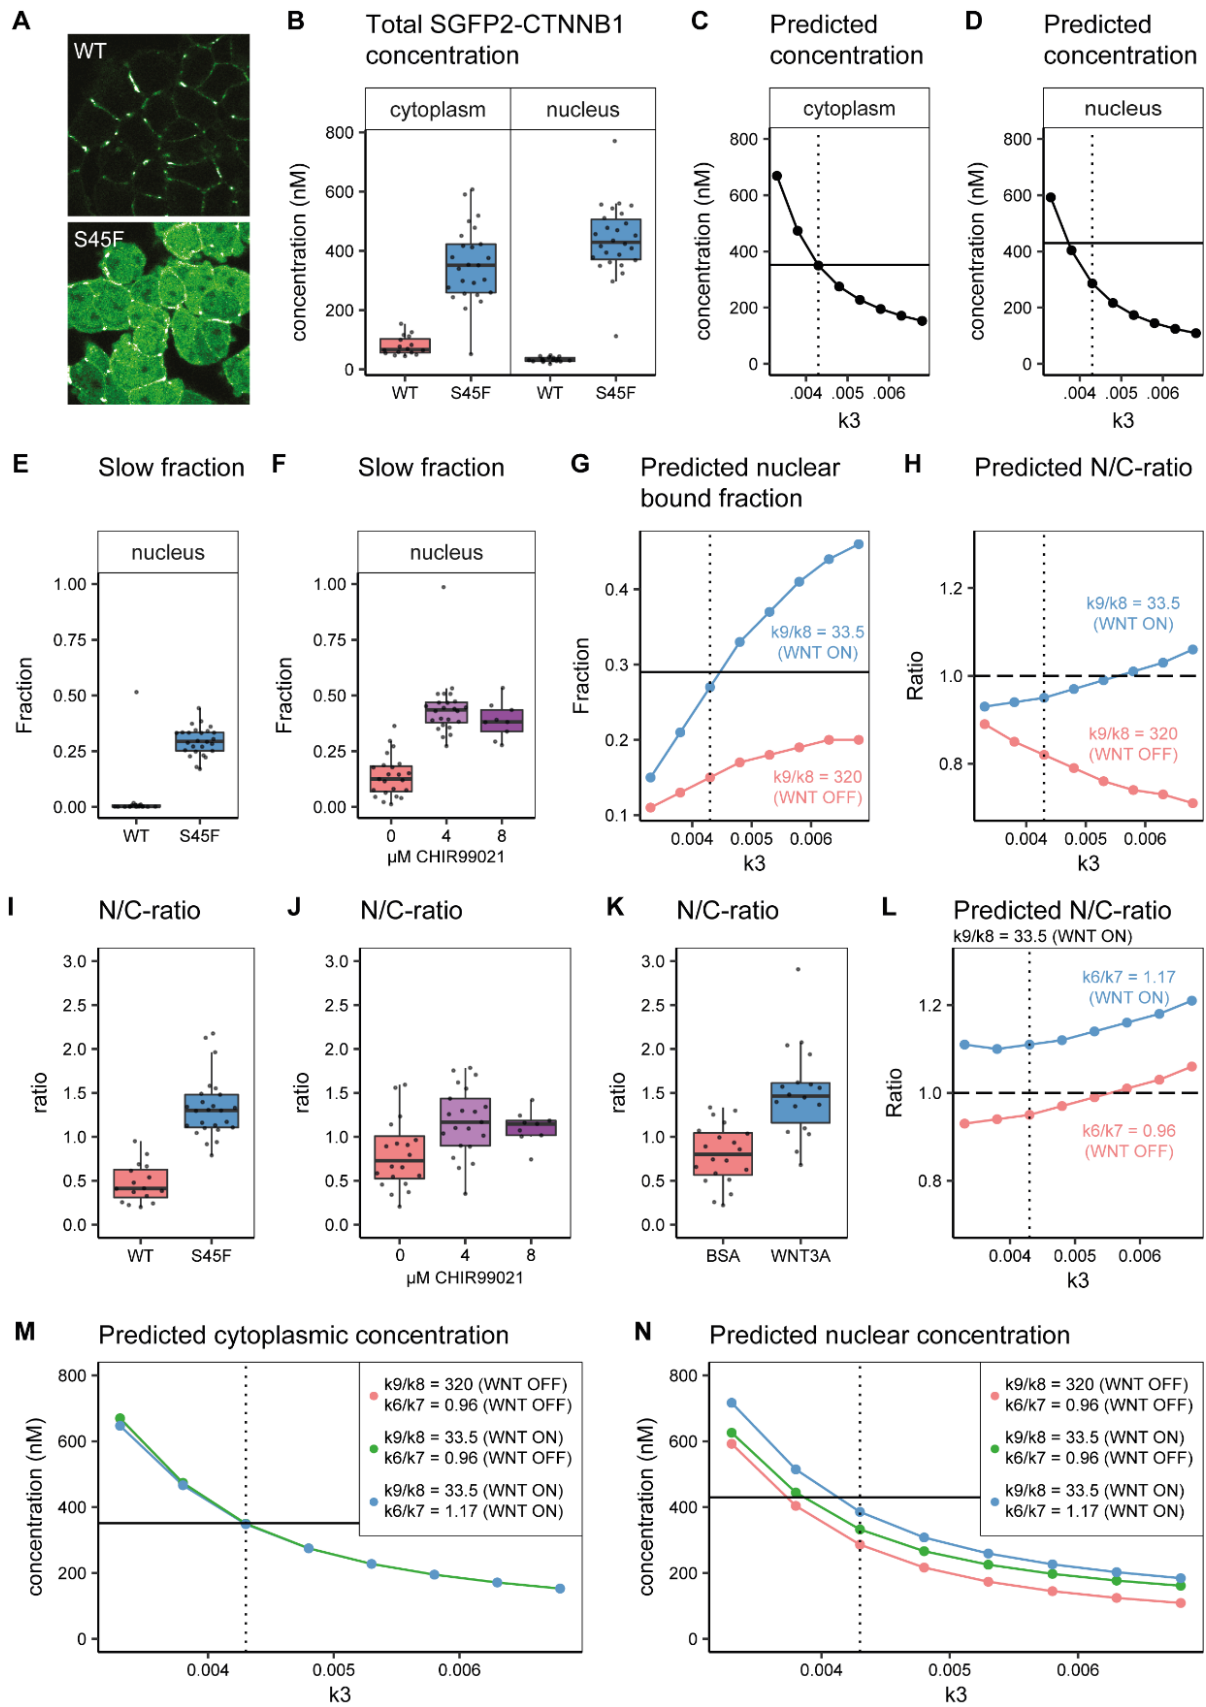 A
WT
S45F
B
Total SGFP2-CTNNB1
concentration
cytoplasm
nucleus
concentration (nM)
800
600
400
200
0
WT
S45F
WT
S45F
C
Predicted
concentration
cytoplasm
concentration (nM)
800
600
400
200
0
.004 .005 .006
k3
D
Predicted
concentration
nucleus
concentration (nM)
800
600
400
200
0
.004 .005 .006
k3
E
Slow fraction
nucleus
Fraction
1.00
0.75
0.50
0.25
0.00
WT
S45F
F
Slow fraction
nucleus
Fraction
1.00
0.75
0.50
0.25
0.00
0
4
8
µM CHIR99021
G
Predicted nuclear
bound fraction
Fraction
0.4
0.3
0.2
0.1
k9/k8 = 33.5
(WNT ON)
k9/k8 = 320
(WNT OFF)
0.004
0.005
0.006
k3
H
Predicted N/C-ratio
Ratio
1.2
1.0
0.8
k9/k8 = 33.5
(WNT ON)
k9/k8 = 320
(WNT OFF)
0.004
0.005
0.006
k3
I
N/C-ratio
ratio
3.0
2.5
2.0
1.5
1.0
0.5
0.0
WT
S45F
J
N/C-ratio
ratio
3.0
2.5
2.0
1.5
1.0
0.5
0.0
0
4
8
µM CHIR99021
K
N/C-ratio
ratio
3.0
2.5
2.0
1.5
1.0
0.5
0.0
BSA
WNT3A
L
Predicted N/C-ratio
k9/k8 = 33.5 (WNT ON)
Ratio
1.2
1.0
0.8
k6/k7 = 1.17
(WNT ON)
k6/k7 = 0.96
(WNT OFF)
0.004
0.005
0.006
k3
M
Predicted cytoplasmic concentration
concentration (nM)
800
600
400
200
0
k9/k8 = 320 (WNT OFF)
k6/k7 = 0.96 (WNT OFF)
k9/k8 = 33.5 (WNT ON)
k6/k7 = 0.96 (WNT OFF)
k9/k8 = 33.5 (WNT ON)
k6/k7 = 1.17 (WNT ON)
0.004
0.005
0.006
k3
N
Predicted nuclear concentration
concentration (nM)
800
600
400
200
0
k9/k8 = 320 (WNT OFF)
k6/k7 = 0.96 (WNT OFF)
k9/k8 = 33.5 (WNT ON)
k6/k7 = 0.96 (WNT OFF)
k9/k8 = 33.5 (WNT ON)
k6/k7 = 1.17 (WNT ON)
0.004
0.005
0.006
k3